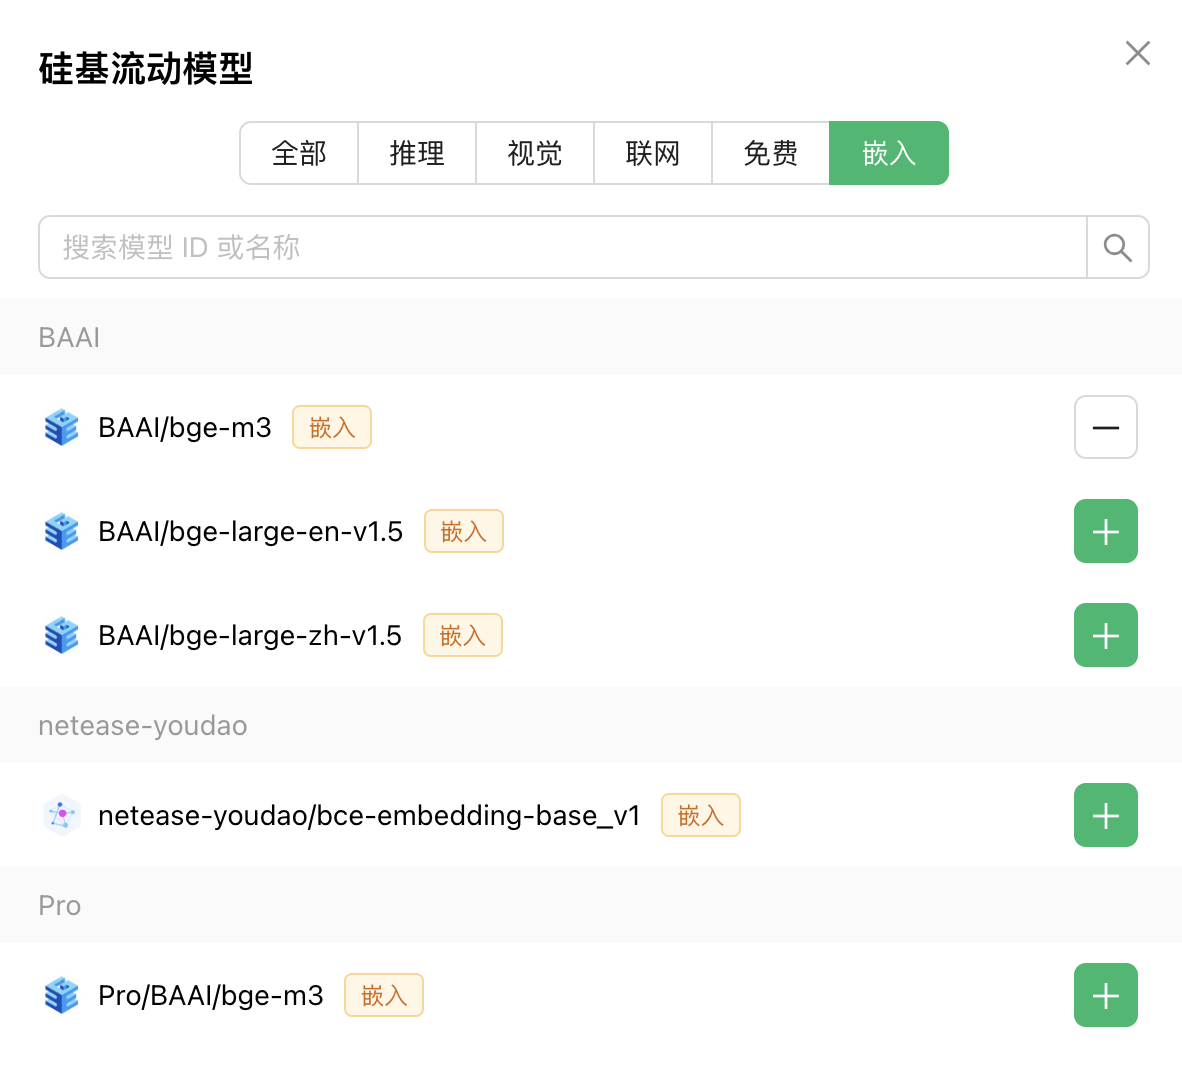 硅基流动模型
全部 推理 视觉 联网 免费 嵌入
搜索模型 ID 或名称
BAAI
BAAI/bge-m3 嵌入
BAAI/bge-large-en-v1.5 嵌入
BAAI/bge-large-zh-v1.5 嵌入
netease-youdao
netease-youdao/bce-embedding-base_v1 嵌入
Pro
Pro/BAAI/bge-m3 嵌入